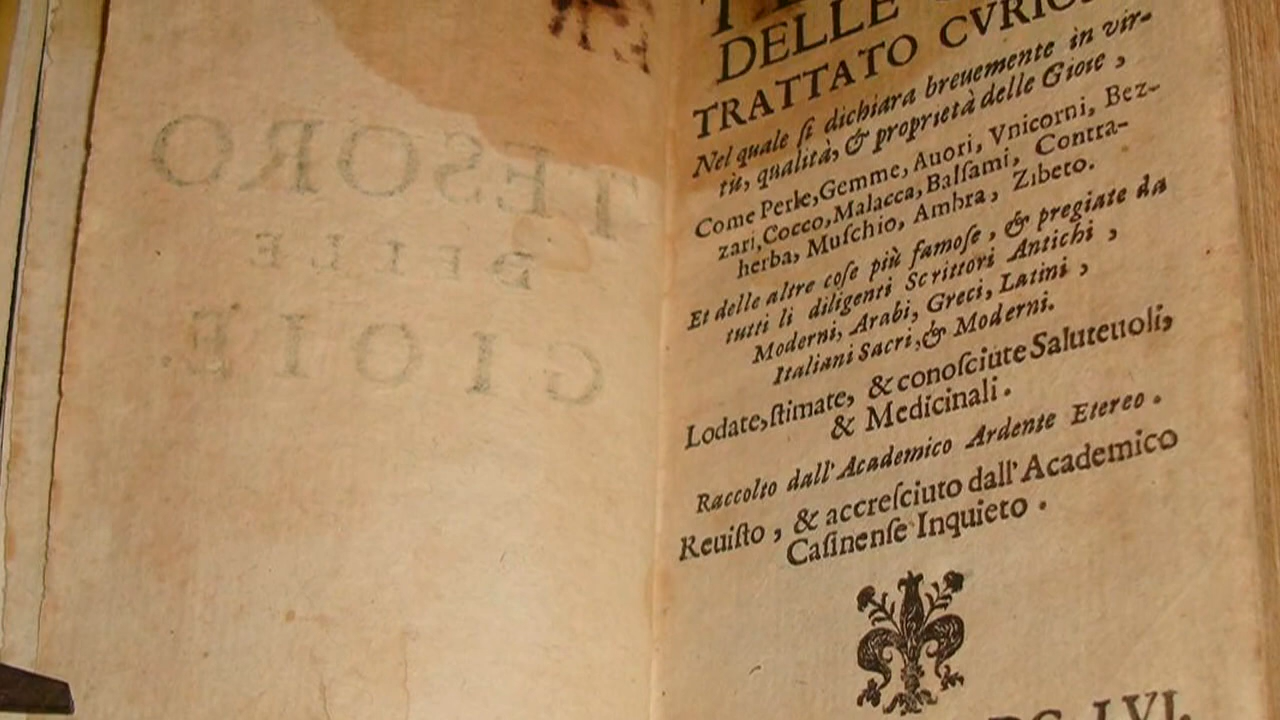 TESORO
DELLE
GIOIE.
DELLE
TRATTATO CVRIO
Nel quale ſi dichiara breuemente in vir-
tù, qualità, & proprietà delle Gioie,
Come Perle, Gemme, Auori, Vnicorni, Bez-
zari, Cocco, Malacca, Balſami, Contra-
herba, Muſchio, Ambra, Zibeto.
Et delle altre coſe più famoſe, & pregiate da
tutti li diligenti Scrittori Antichi,
Moderni, Arabi, Greci, Latini,
Italiani Sacri, & Moderni.
Lodate, ſtimate, & conoſciute Saluteuoli,
& Medicinali.
Raccolto dall'Academico Ardente Etereo.
Reuiſto, & accreſciuto dall'Academico
Caſinenſe Inquieto.
LVI.